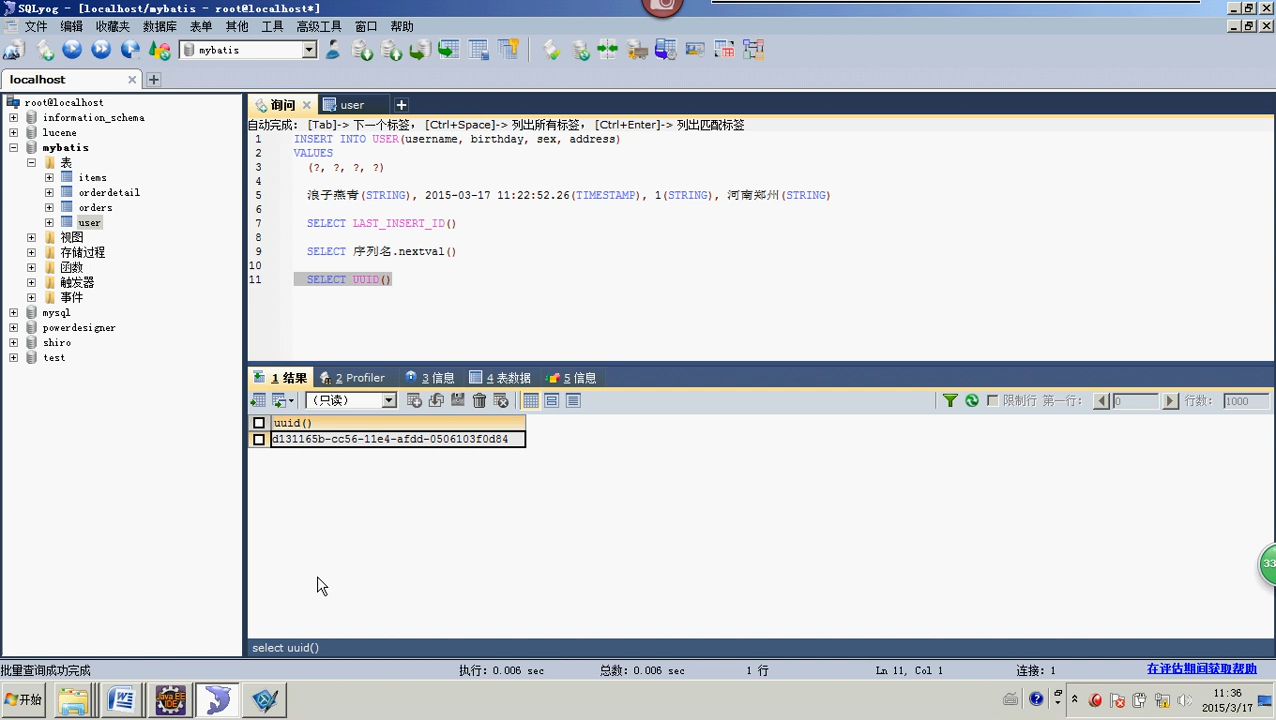 SQLyog - [localhost/mybatis - root@localhost*]
文件 编辑 收藏夹 数据库 表单 其他 工具 高级工具 窗口 帮助
mybatis
localhost
root@localhost
information_schema
lucene
mybatis
表
items
orderdetail
orders
user
视图
存储过程
函数
触发器
事件
mysql
powerdesigner
shiro
test
询问 user
自动完成: [Tab]-> 下一个标签, [Ctrl+Space]-> 列出所有标签, [Ctrl+Enter]-> 列出匹配标签
1 INSERT INTO USER(username, birthday, sex, address)
2 VALUES
3 (?, ?, ?, ?)
4
5 浪子燕青(STRING), 2015-03-17 11:22:52.26(TIMESTAMP), 1(STRING), 河南郑州(STRING)
6
7 SELECT LAST_INSERT_ID()
8
9 SELECT 序列名.nextval()
10
11 SELECT UUID()
1 结果 2 Profiler 3 信息 4 表数据 5 信息
(只读) 限制行 第一行: 0 行数: 1000
uuid()
d131165b-cc56-11e4-afdd-0506103f0d84
select uuid()
批量查询成功完成 执行: 0.006 sec 总数: 0.006 sec 1 行 Ln 11, Col 1 连接: 1 在评估期间获取帮助
33
开始 Java EE IDE 11:36
2015/3/17